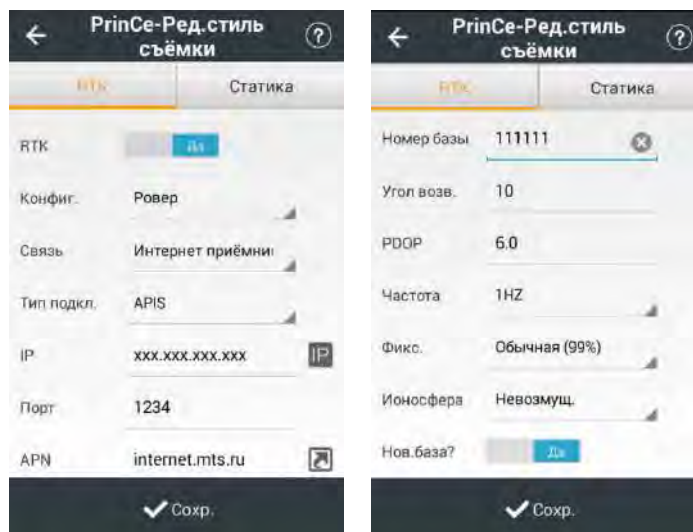 PrinCe-Ред.стиль
съёмки
?
RTK
Статика
RTK
Да
Конфиг.
Ровер
Связь
Интернет приёмни
Тип подкл.
APIS
IP
xxx.xxx.xxx.xxx
IP
Порт
1234
APN
internet.mts.ru
Сохр.
PrinCe-Ред.стиль
съёмки
?
RTK
Статика
Номер базы
111111
Угол возв.
10
PDOP
6.0
Частота
1HZ
Фикс.
Обычная (99%)
Ионосфера
Невозмущ.
Нов.база?
Да
Сохр.